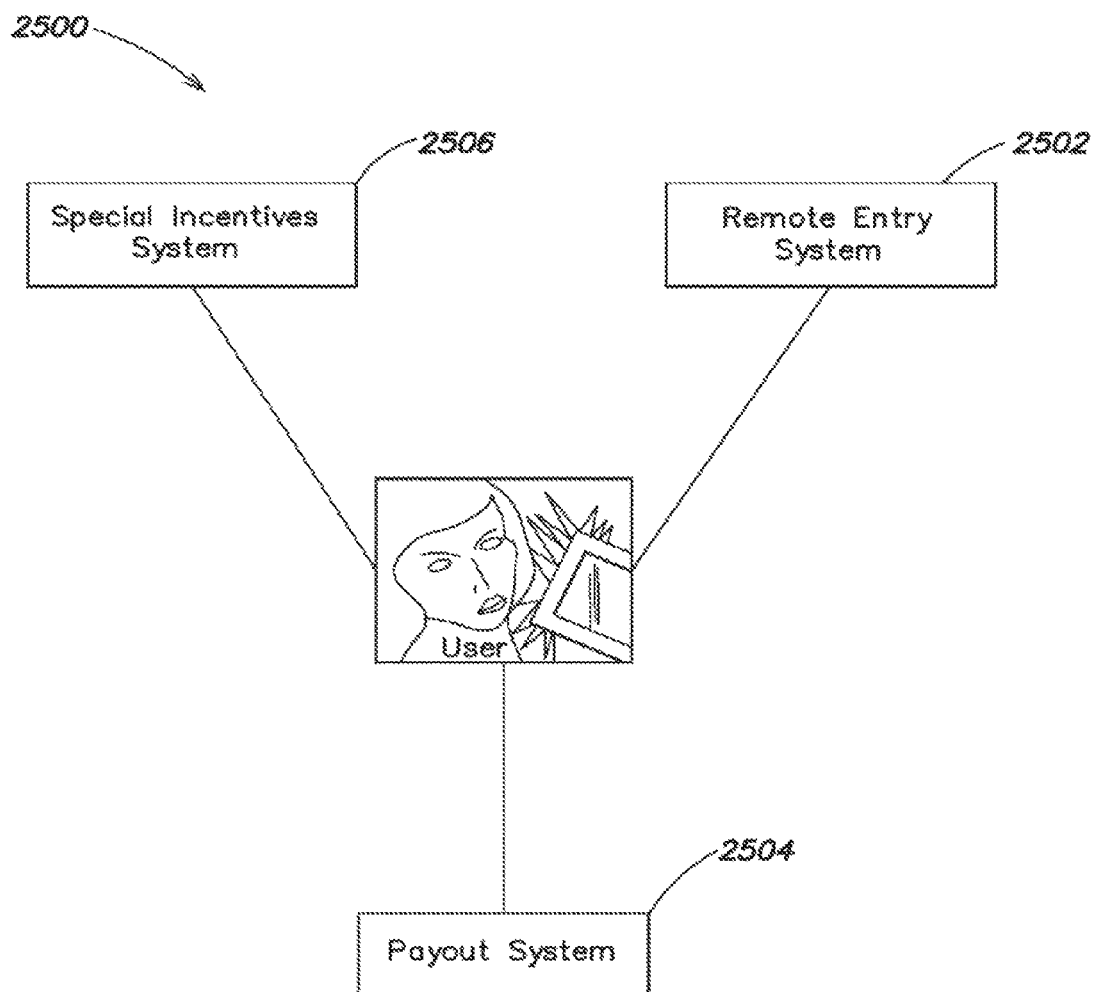 2500
2506
2502
Special Incentives
System
Remote Entry
System
User
2504
Payout System